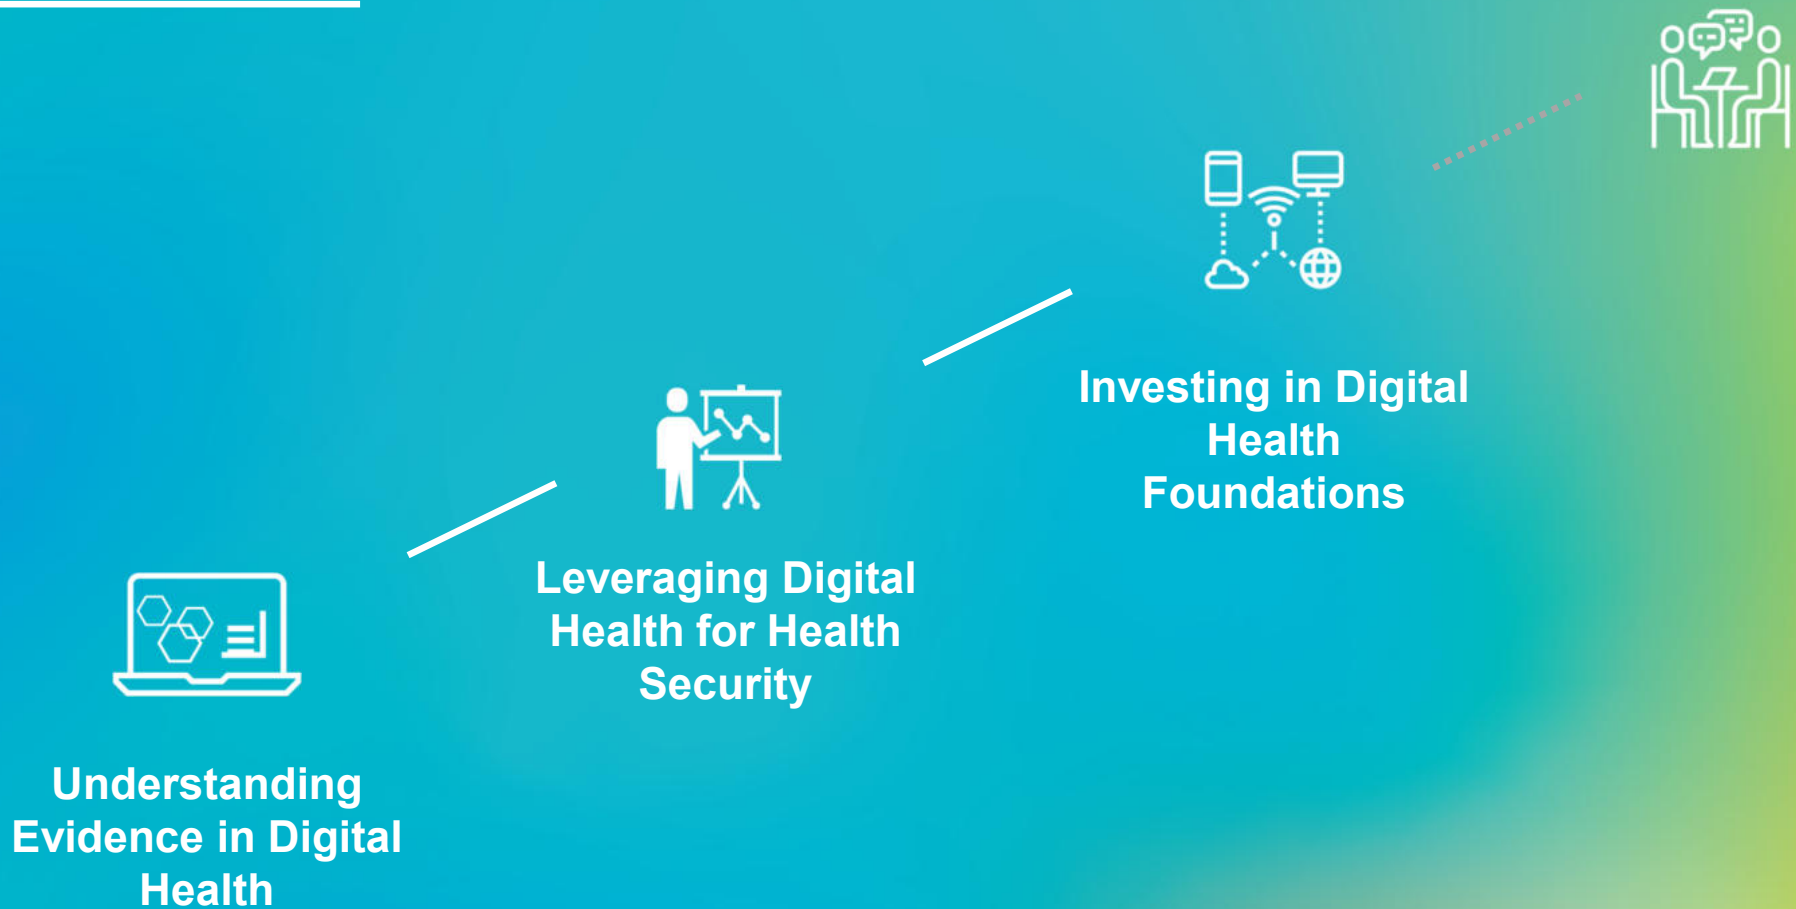 Understanding
Evidence in Digital
Health
Leveraging Digital
Health for Health
Security
Investing in Digital
Health
Foundations